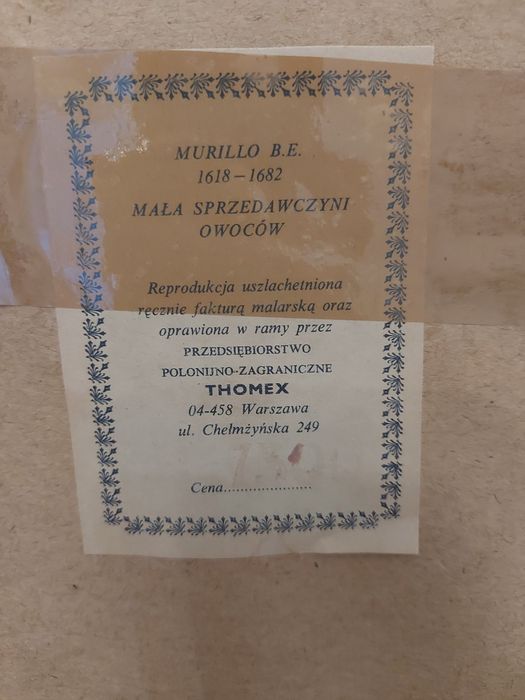 MURILLO B.E.
1618 – 1682
MAŁA SPRZEDAWCZYNI
OWOCÓW
Reprodukcja uszlachetniona
ręcznie fakturą malarską oraz
oprawiona w ramy przez
PRZEDSIĘBIORSTWO
POLONIJNO-ZAGRANICZNE
THOMEX
04-458 Warszawa
ul. Chełmżyńska 249
Cena......................